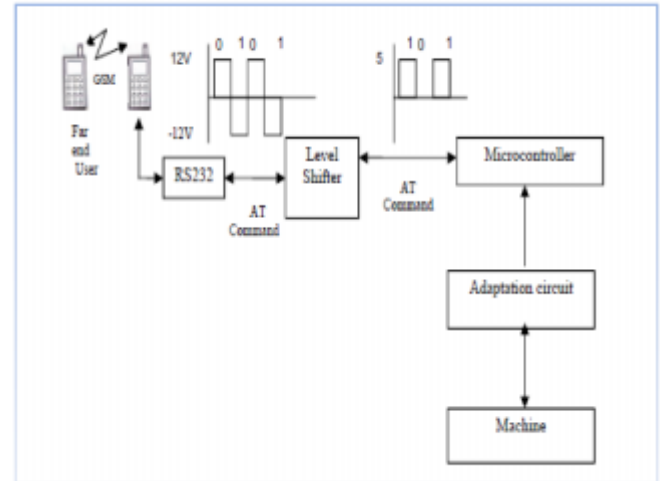 12V
0 1 0 1
5
1 0 1
GSM
-12V
Far
end
User
RS232
Level
Shifter
Microcontroller
AT
Command
AT
Command
Adaptation circuit
Machine